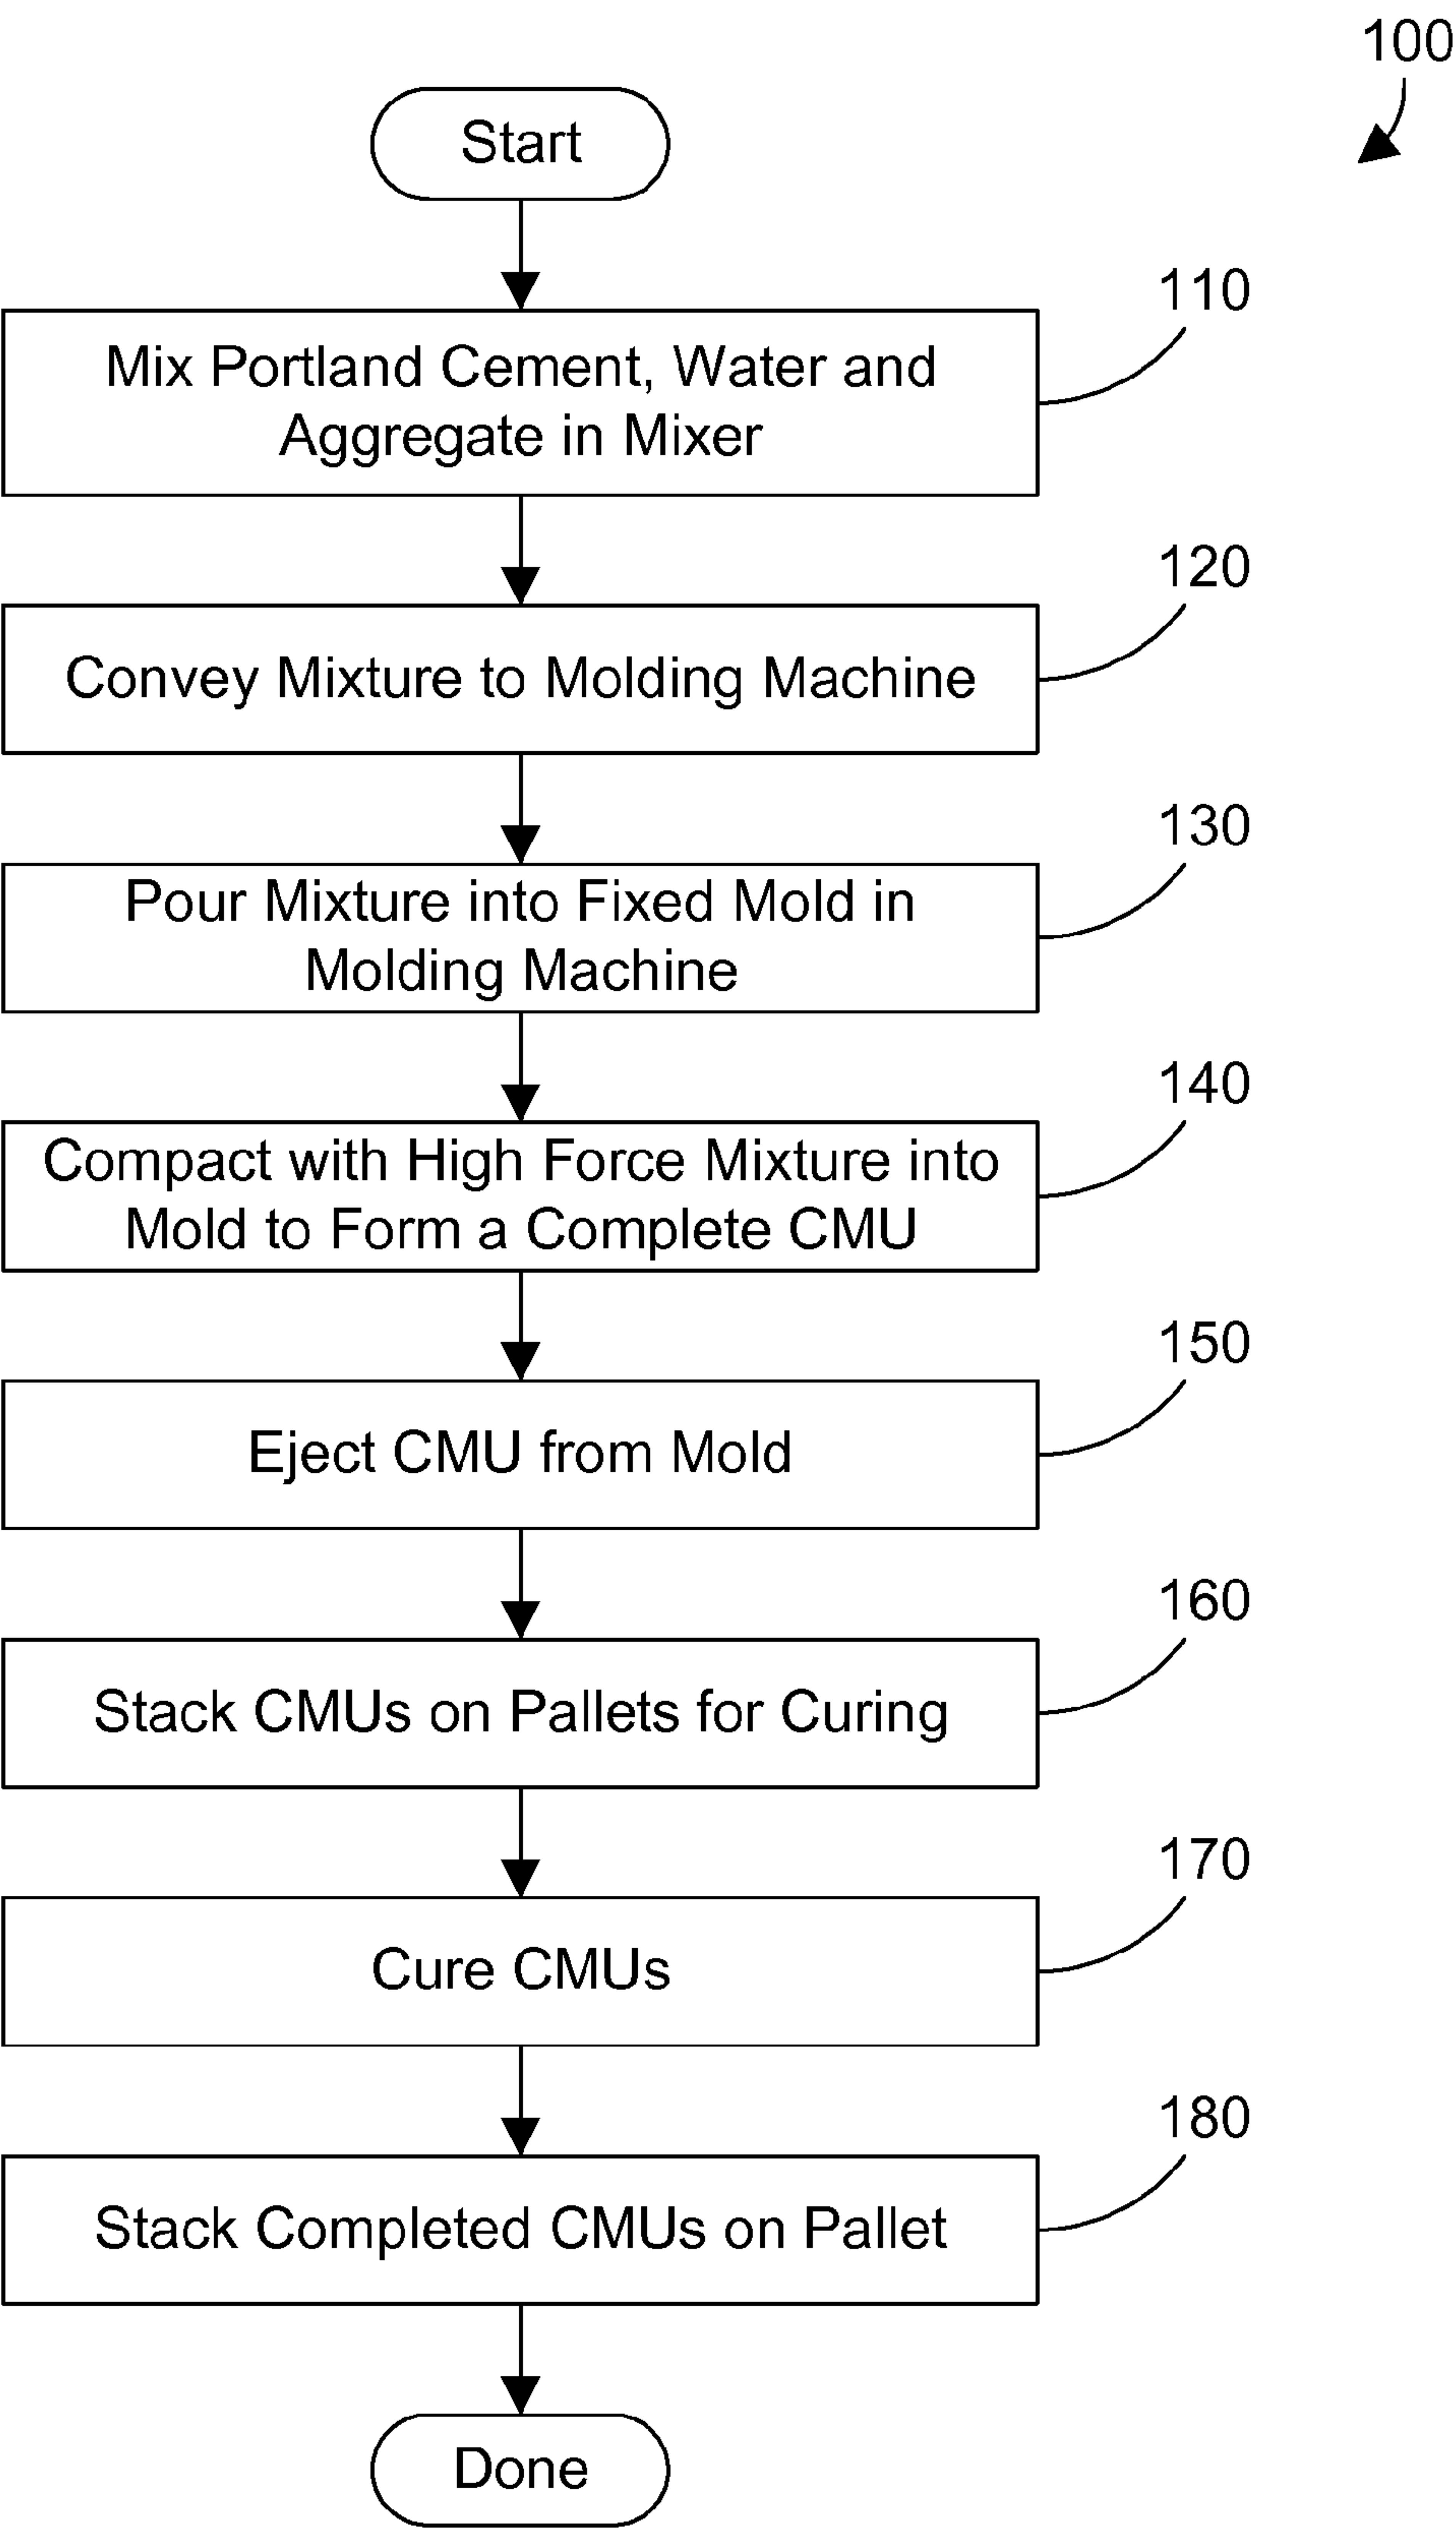 100
Start
110
Mix Portland Cement, Water and
Aggregate in Mixer
120
Convey Mixture to Molding Machine
130
Pour Mixture into Fixed Mold in
Molding Machine
140
Compact with High Force Mixture into
Mold to Form a Complete CMU
150
Eject CMU from Mold
160
Stack CMUs on Pallets for Curing
170
Cure CMUs
180
Stack Completed CMUs on Pallet
Done